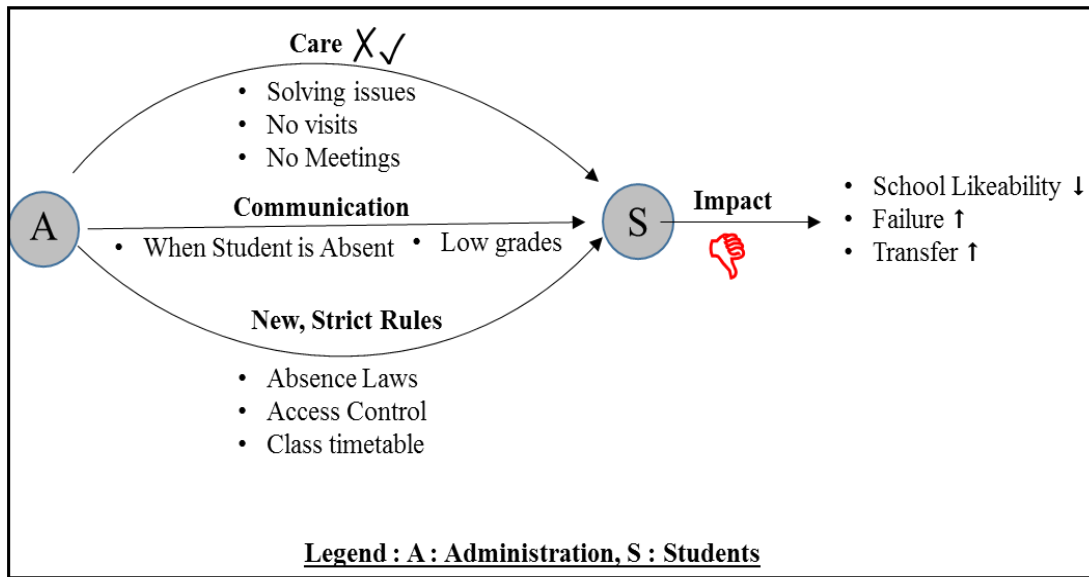 Care ✗✓
• Solving issues
• No visits
• No Meetings
A
Communication
• When Student is Absent • Low grades
S
Impact
• School Likeability ↓
• Failure ↑
• Transfer ↑
New, Strict Rules
• Absence Laws
• Access Control
• Class timetable
Legend : A : Administration, S : Students